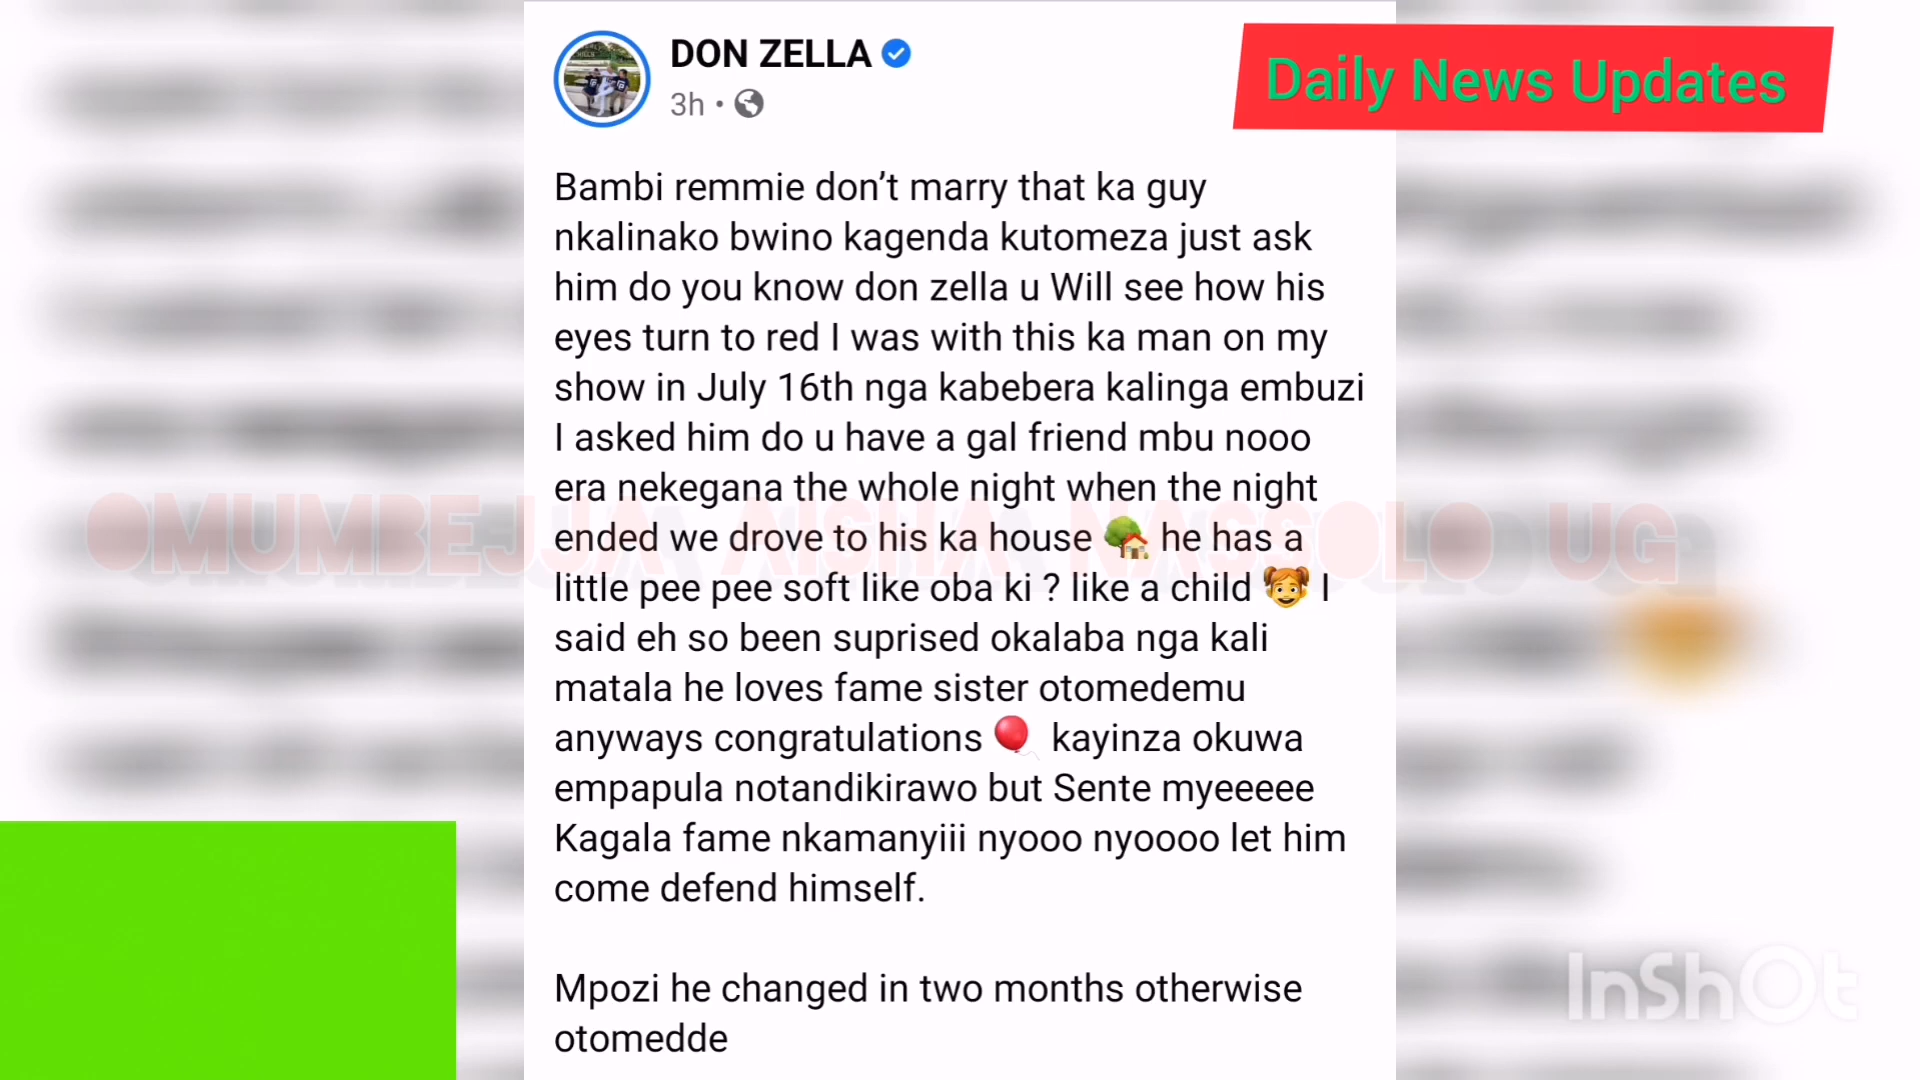 DON ZELLA
3h •
Daily News Updates
Bambi remmie don’t marry that ka guy
nkalinako bwino kagenda kutomeza just ask
him do you know don zella u Will see how his
eyes turn to red I was with this ka man on my
show in July 16th nga kabebera kalinga embuzi
I asked him do u have a gal friend mbu nooo
era nekegana the whole night when the night
ended we drove to his ka house 🏡 he has a
little pee pee soft like oba ki ? like a child 👧 I
said eh so been suprised okalaba nga kali
matala he loves fame sister otomedemu
anyways congratulations 🎈 kayinza okuwa
empapula notandikirawo but Sente myeeeee
Kagala fame nkamanyiii nyooo nyoooo let him
come defend himself.
Mpozi he changed in two months otherwise
otomedde
OMUMBEJJA AISHA NASSOLO UG
InShOt